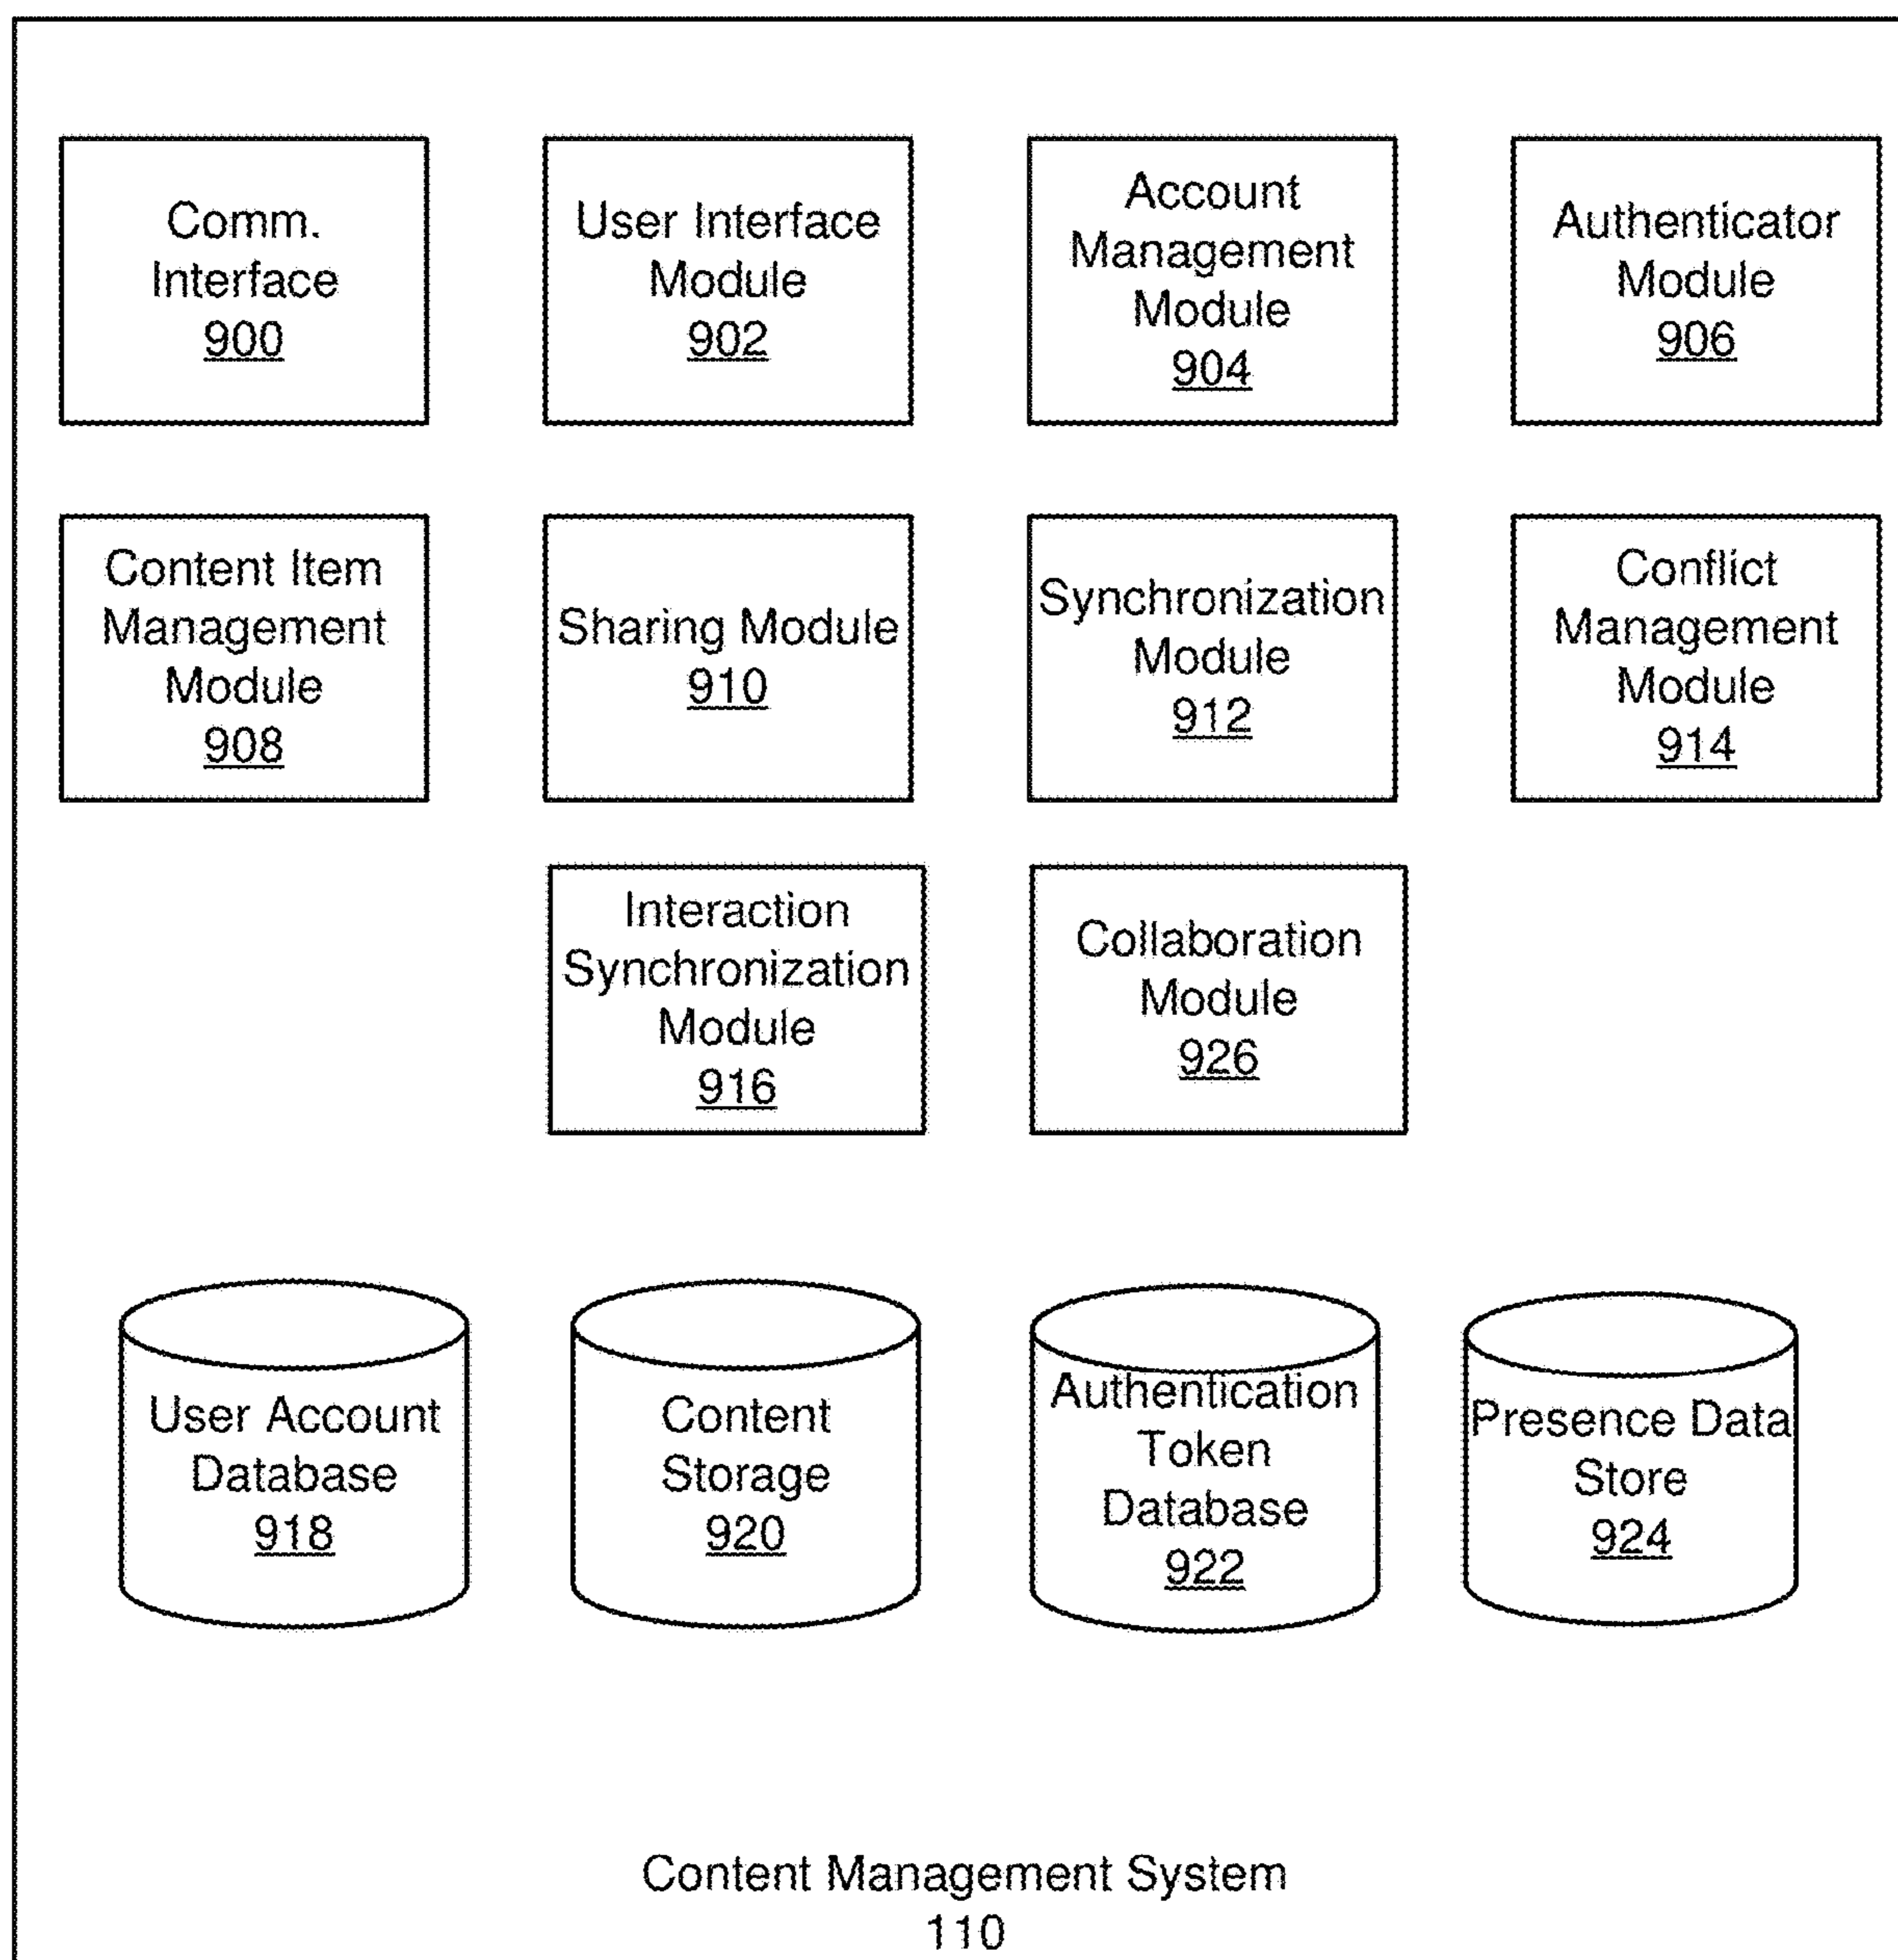 Comm.
Interface
900
User Interface
Module
902
Account
Management
Module
904
Authenticator
Module
906
Content Item
Management
Module
908
Sharing Module
910
Synchronization
Module
912
Conflict
Management
Module
914
Interaction
Synchronization
Module
916
Collaboration
Module
926
User Account
Database
918
Content
Storage
920
Authentication
Token
Database
922
Presence Data
Store
924
Content Management System
110